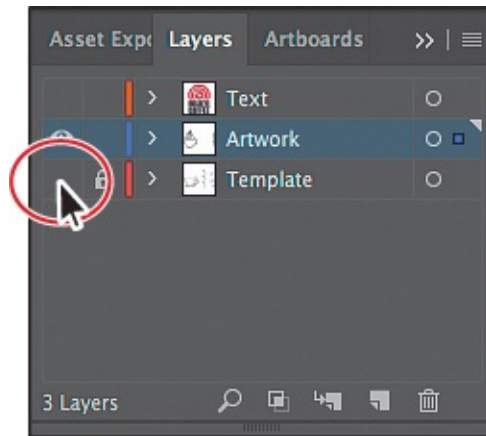 Asset Expo Layers Artboards
Text
Artwork
Template
3 Layers